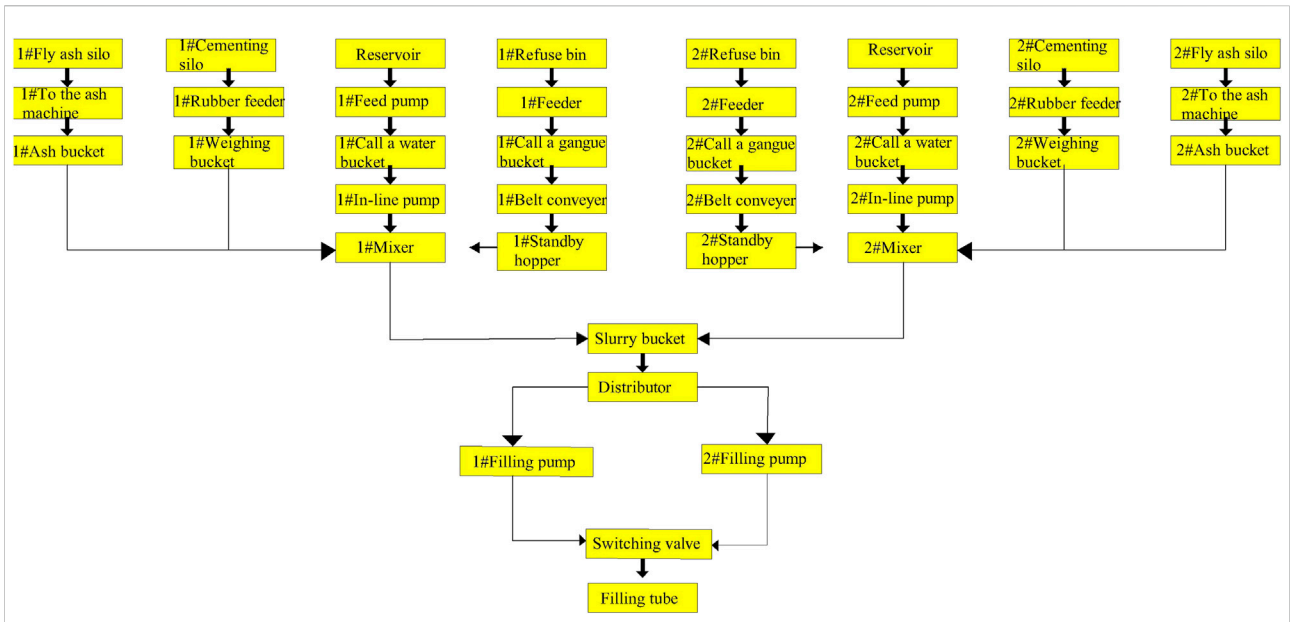 1#Fly ash silo
1#Cementing
silo
Reservoir
1#Refuse bin
2#Refuse bin
Reservoir
2#Cementing
silo
2#Fly ash silo
1#To the ash
machine
1#Rubber feeder
1#Feed pump
1#Feeder
2#Feeder
2#Feed pump
2#Rubber feeder
2#To the ash
machine
1#Ash bucket
1#Weighing
bucket
1#Call a water
bucket
1#Call a gangue
bucket
2#Call a gangue
bucket
2#Call a water
bucket
2#Weighing
bucket
2#Ash bucket
1#In-line pump
1#Belt conveyer
2#Belt conveyer
2#In-line pump
1#Mixer
1#Standby
hopper
2#Standby
hopper
2#Mixer
Slurry bucket
Distributor
1#Filling pump
2#Filling pump
Switching valve
Filling tube